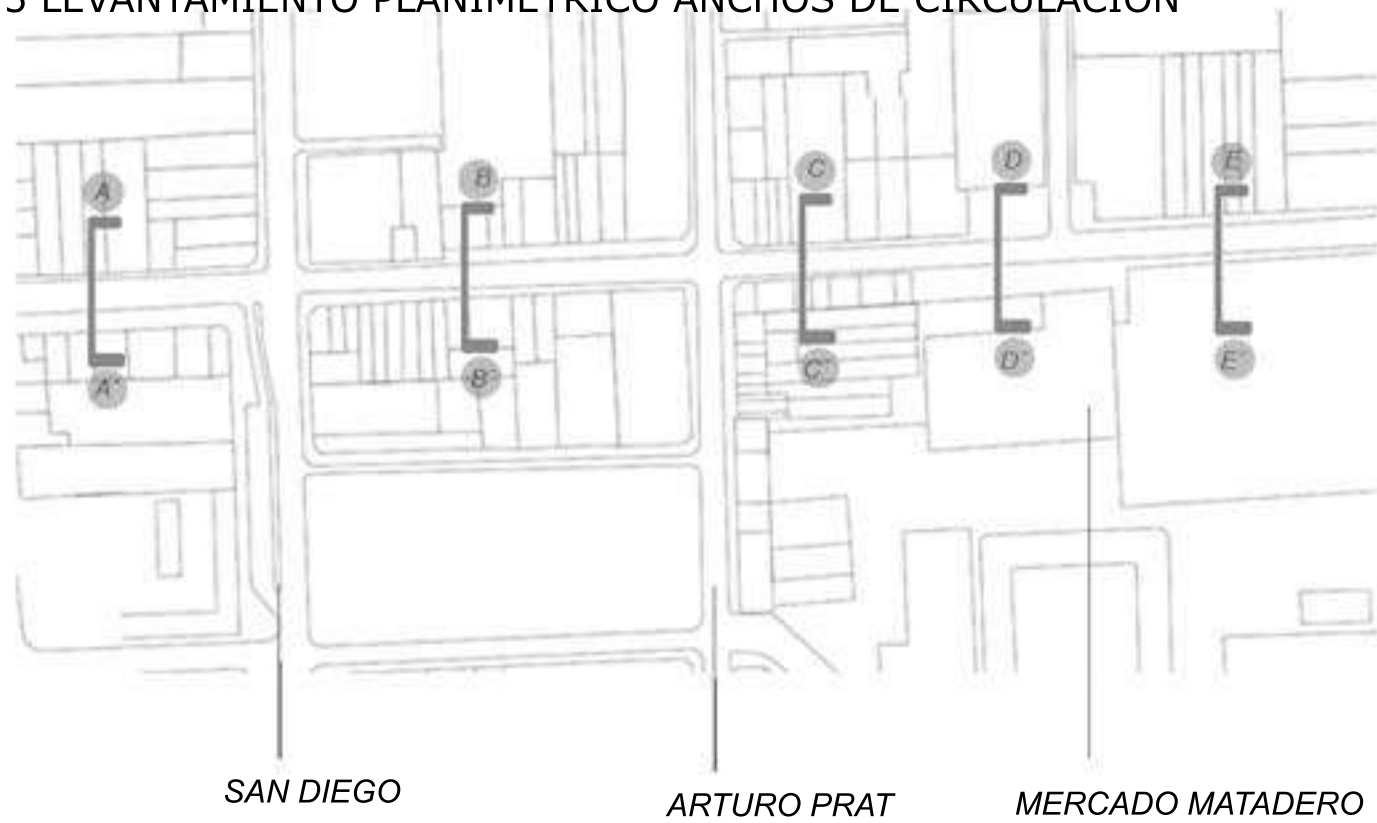 LEVANTAMIENTO PLANIMETRICO ANCHOS DE CIRCULACION
A
B
C
D
E
A'
B'
C'
D'
E'
SAN DIEGO
ARTURO PRAT
MERCADO MATADERO